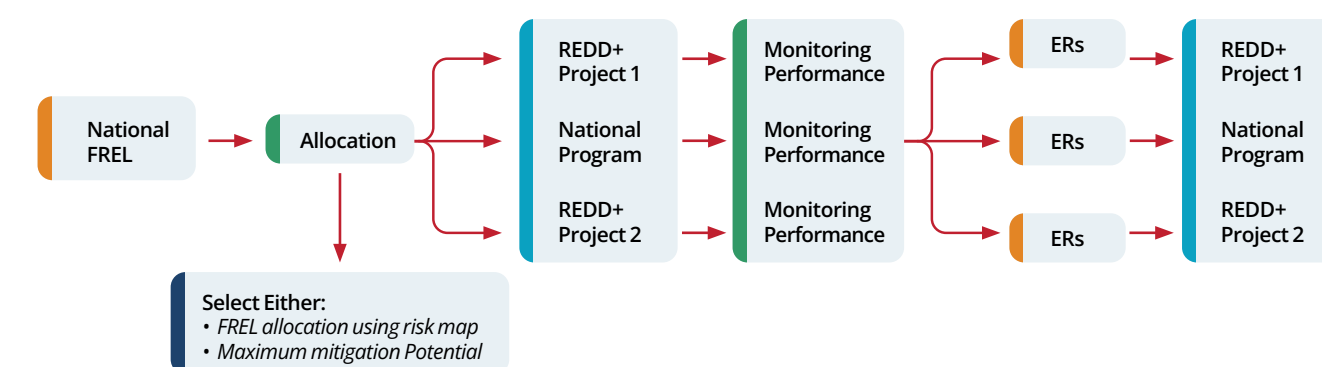 National
FREL
Allocation
Select Either:
• FREL allocation using risk map
• Maximum mitigation Potential
REDD+
Project 1
National
Program
REDD+
Project 2
Monitoring
Performance
Monitoring
Performance
Monitoring
Performance
ERs
ERs
ERs
REDD+
Project 1
National
Program
REDD+
Project 2